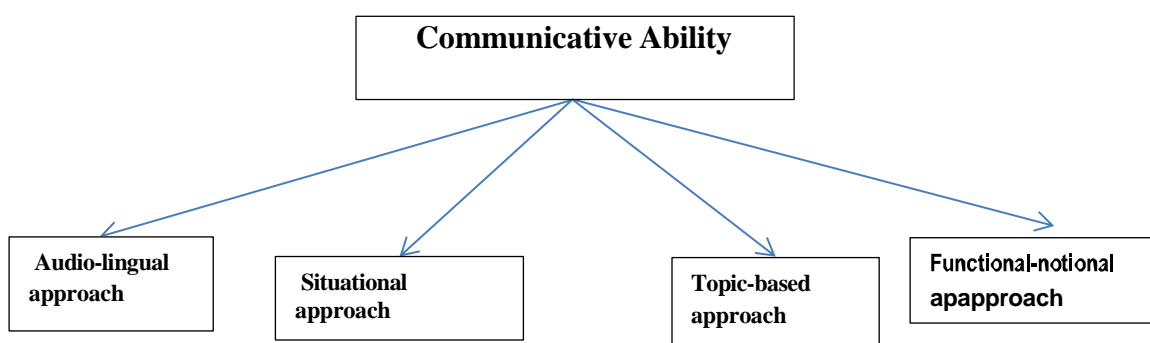 Communicative Ability
Audio-lingual
approach
Situational
approach
Topic-based
approach
Functional-notional
apapproach